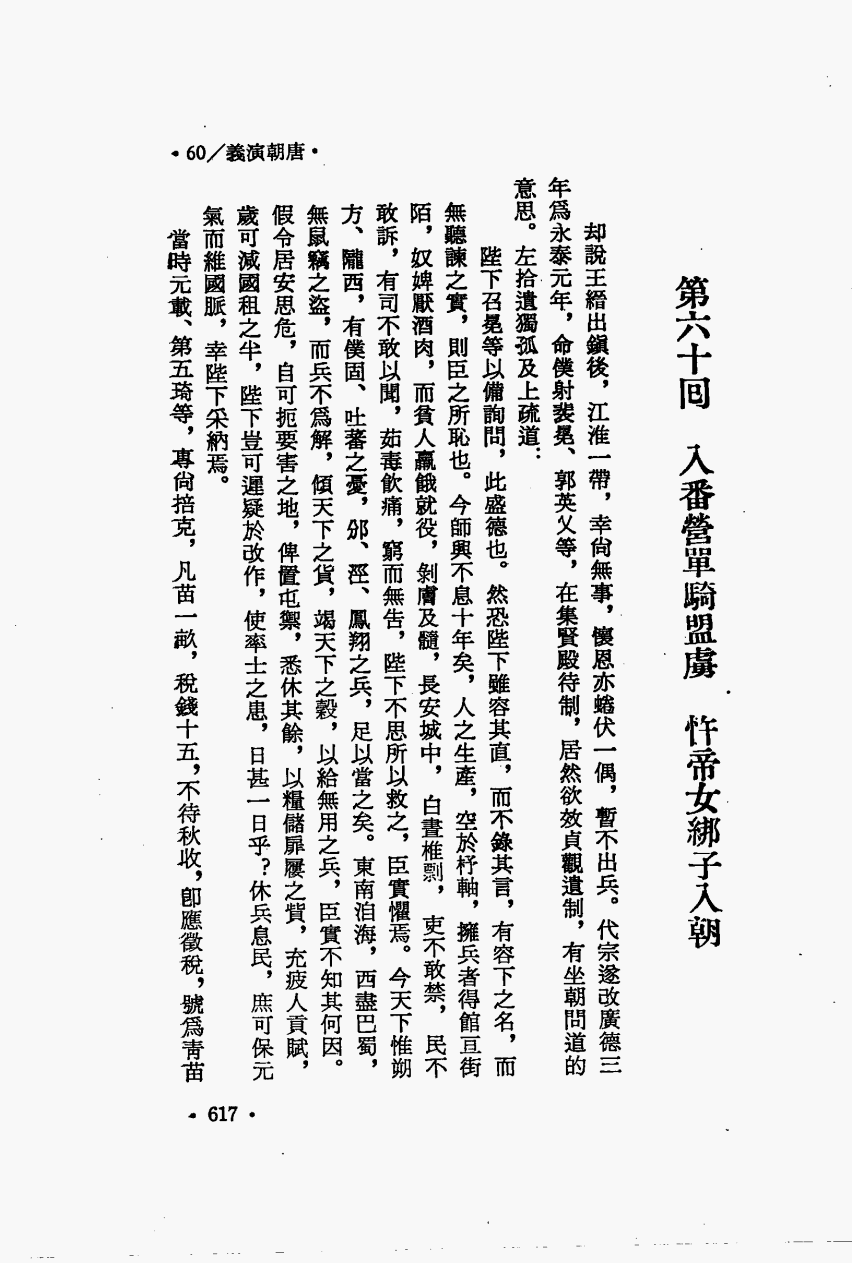 •60/義演朝唐•
第六十回　入番營單騎盟虜　忤帝女綁子入朝
却說王縉出鎮後，江淮一帶，幸尙無事，懷恩亦蜷伏一偶，暫不出兵。代宗遂改廣德三
年爲永泰元年，命僕射裴冕、郭英乂等，在集賢殿待制，居然欲效貞觀遺制，有坐朝問道的
意思。左拾遺獨孤及上疏道：
陛下召冕等以備詢問，此盛德也。然恐陛下雖容其直，而不錄其言，有容下之名，而
無聽諫之實，則臣之所恥也。今師興不息十年矣，人之生產，空於杼軸，擁兵者得館亘街
陌，奴婢厭酒肉，而貧人羸餓就役，剝膚及髓，長安城中，白晝椎剽，吏不敢禁，民不
敢訴，有司不敢以聞，茹毒飲痛，窮而無告，陛下不思所以救之，臣實懼焉。今天下惟朔
方、隴西，有僕固、吐蕃之憂，邠、涇、鳳翔之兵，足以當之矣。東南洎海，西盡巴蜀，
無鼠竊之盜，而兵不爲解，傾天下之貨，竭天下之穀，以給無用之兵，臣實不知其何因。
假令居安思危，自可扼要害之地，俾置屯禦，悉休其餘，以糧儲屝屨之貲，充疲人貢賦，
歲可減國租之半，陛下豈可遲疑於改作，使率士之患，日甚一日乎？休兵息民，庶可保元
氣而維國脈，幸陛下采納焉。
當時元載、第五琦等，專尙掊克，凡苗一畝，稅錢十五，不待秋收，卽應徵稅，號爲靑苗
•617•